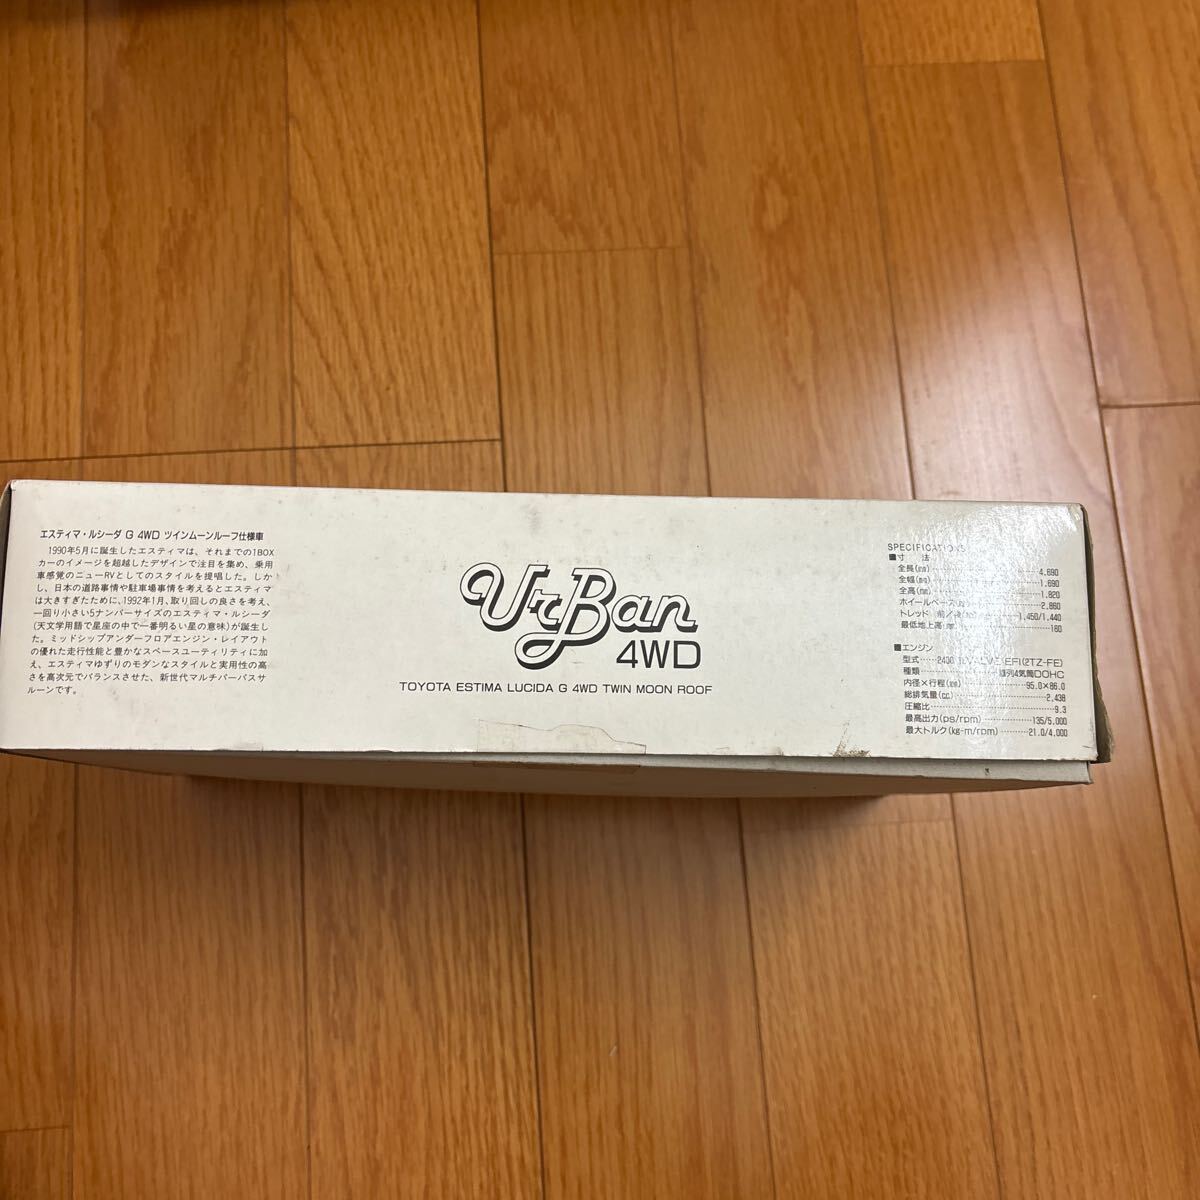 エスティマ・ルシーダ G 4WD ツインムーンルーフ仕様車
1990年5月に誕生したエスティマは、それまでの1BOX
カーのイメージを超越したデザインで注目を集め、乗用
車感覚のニューRVとしてのスタイルを提唱した。しか
し、日本の道路事情や駐車場事情を考えるとエスティマ
は大きすぎたために、1992年1月、取り回しの良さを考え、
一回り小さい5ナンバーサイズのエスティマ・ルシーダ
(天文学用語で星座の中で一番明るい星の意味)が誕生し
た。ミッドシップアンダーフロアエンジン・レイアウト
の優れた走行性能と豊かなスペースユーティリティに加
え、エスティマゆずりのモダンなスタイルと実用性の高
さを高次元でバランスさせた、新世代マルチパーパスサ
ルーンです。
UrBan
4WD
TOYOTA ESTIMA LUCIDA G 4WD TWIN MOON ROOF
SPECIFICATIONS
■寸 法
全長(㎜)……4.690
全幅(㎜)……1.690
全高(㎜)……1.820
ホイールベース……2.860
トレッド 前……1,450/1,440
最低地上高(㎜)……180
■エンジン
型式……2400 VALVE EFI(2TZ-FE)
種類……直列4気筒DOHC
内径×行程(㎜)……95.0×86.0
総排気量(cc)……2,438
圧縮比……9.3
最高出力(ps/rpm)……135/5,000
最大トルク(kg-m/rpm)……21.0/4,000